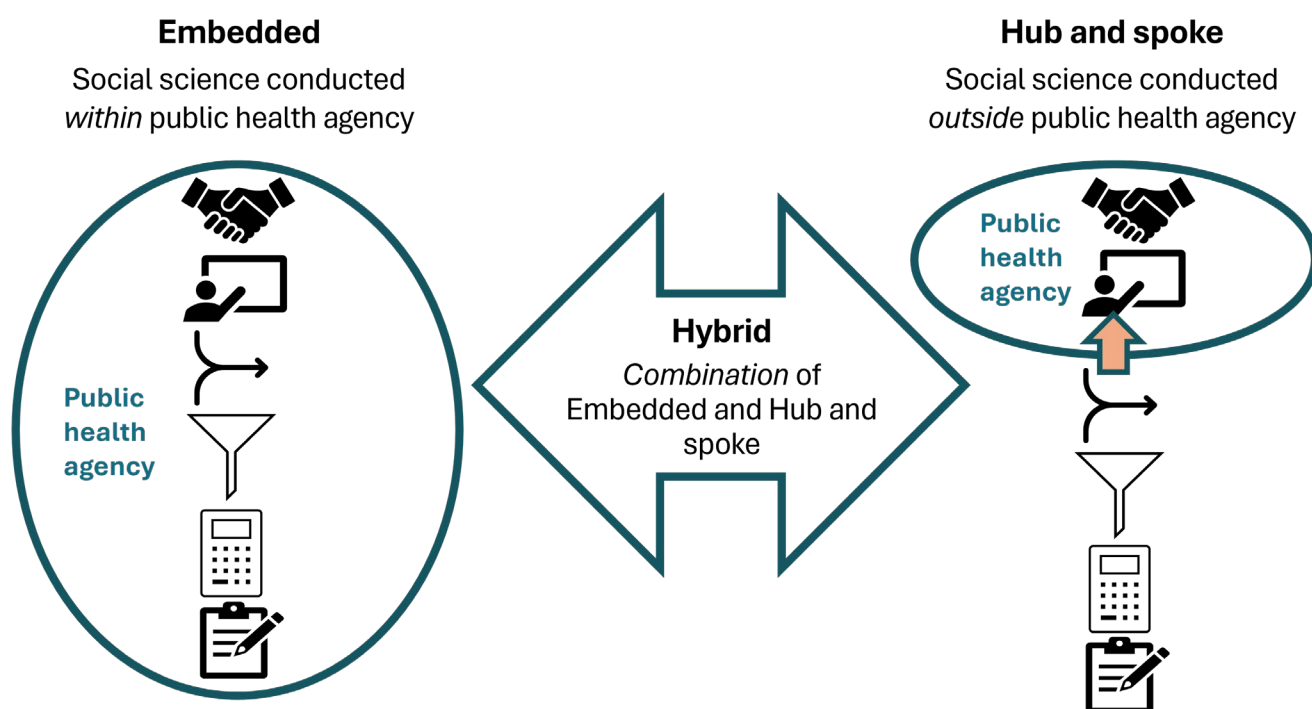 Embedded
Social science conducted
within public health agency
Public
health
agency
Hybrid
Combination of
Embedded and Hub and
spoke
Hub and spoke
Social science conducted
outside public health agency
Public
health
agency